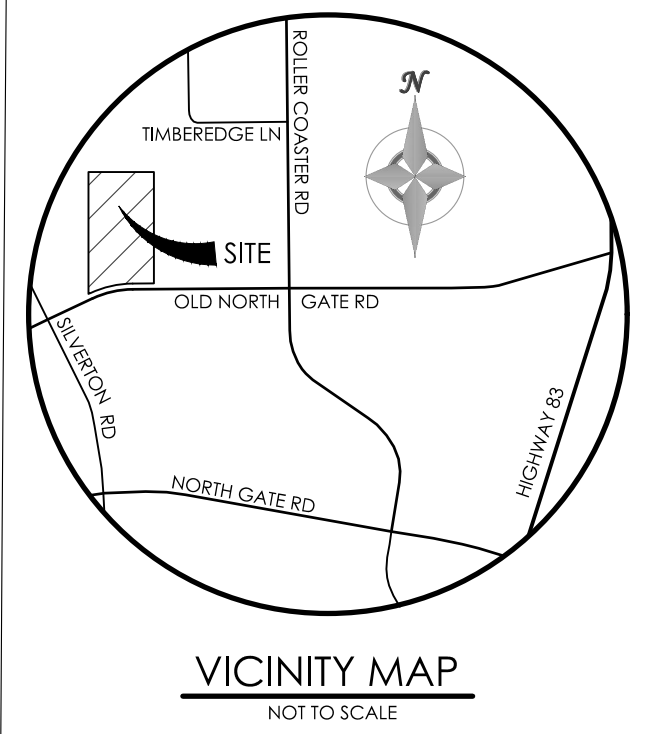 N
ROLLER COASTER RD
TIMBEREDGE LN
SITE
OLD NORTH GATE RD
SILVERTON RD
HIGHWAY 83
NORTH GATE RD
VICINITY MAP
NOT TO SCALE